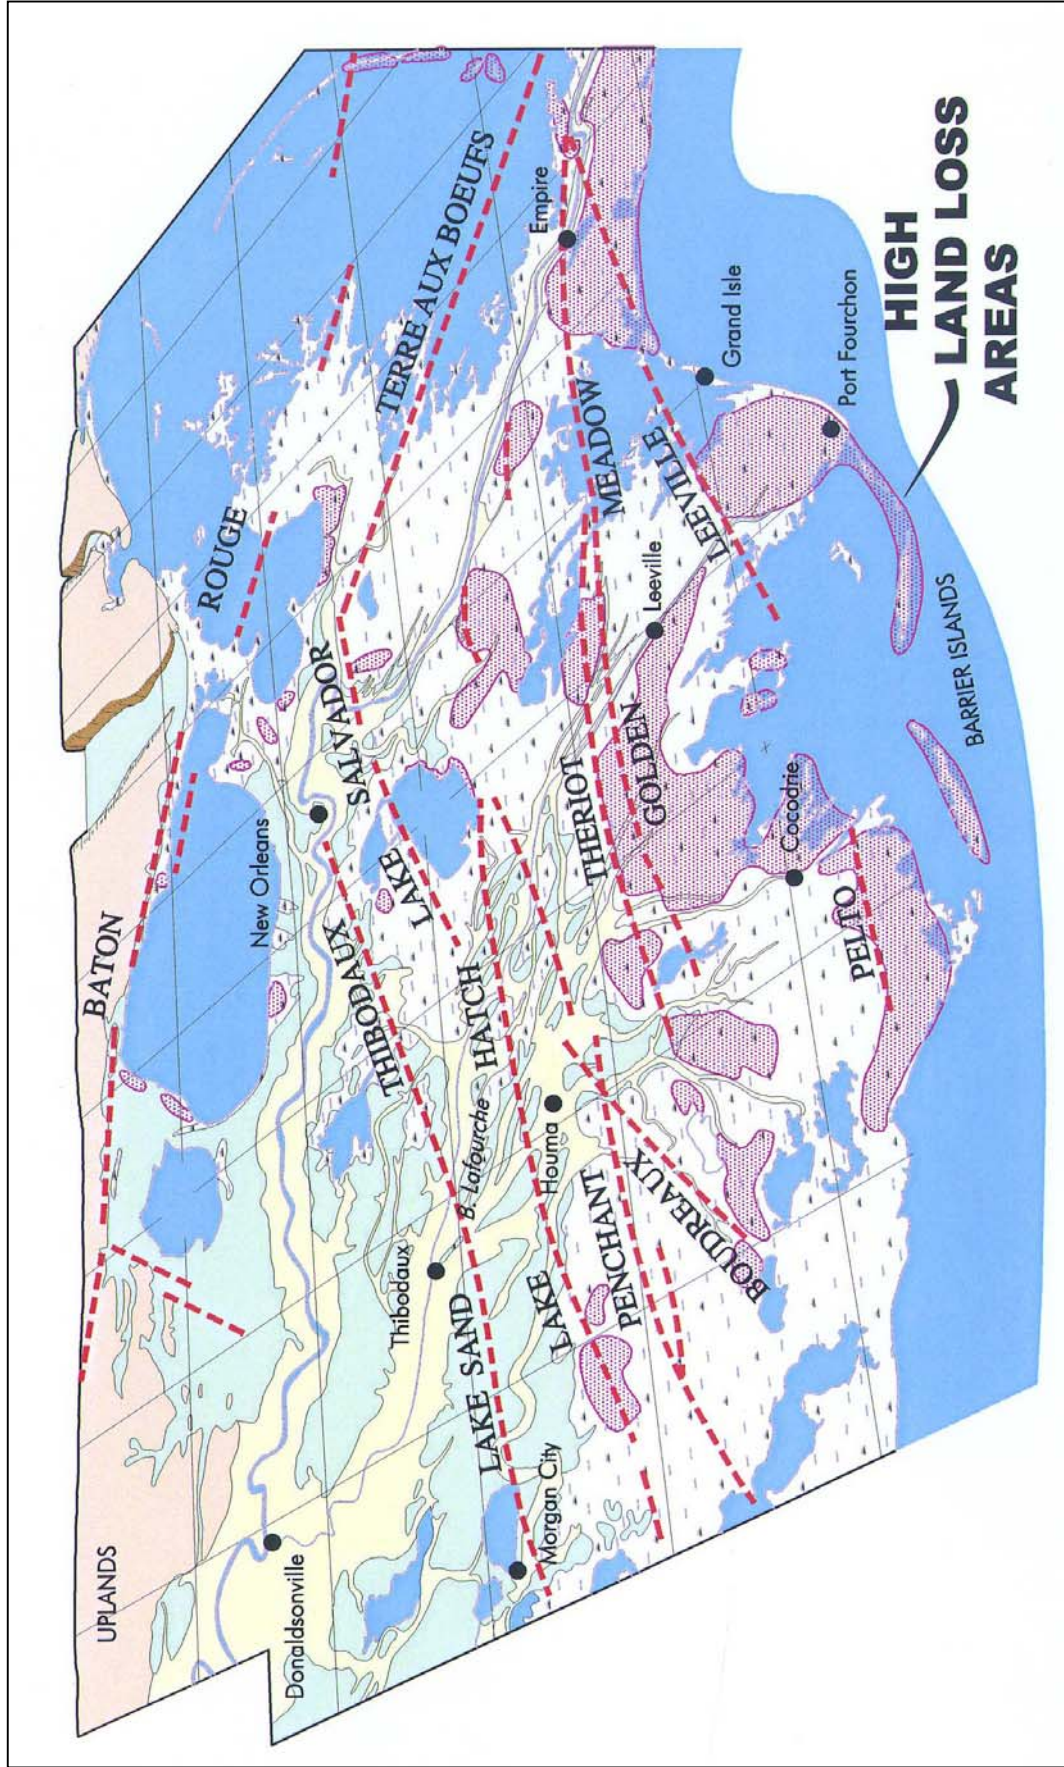 UPLANDS
BATON
ROUGE
Donaldsonville
New Orleans
THIBODAUX
LAKE
SALVADOR
TERRE AUX BOEUFS
Thibodaux
B. Lafourche
LAKE SAND
LAKE
HATCH
Morgan City
Houma
PENCHANT
BOUDREAUX
THERIOT
GOLDEN
MEADOW
LEEVILLE
Empire
Leeville
Grand Isle
Port Fourchon
Cocodrie
PELTO
BARRIER ISLANDS
HIGH
LAND LOSS
AREAS